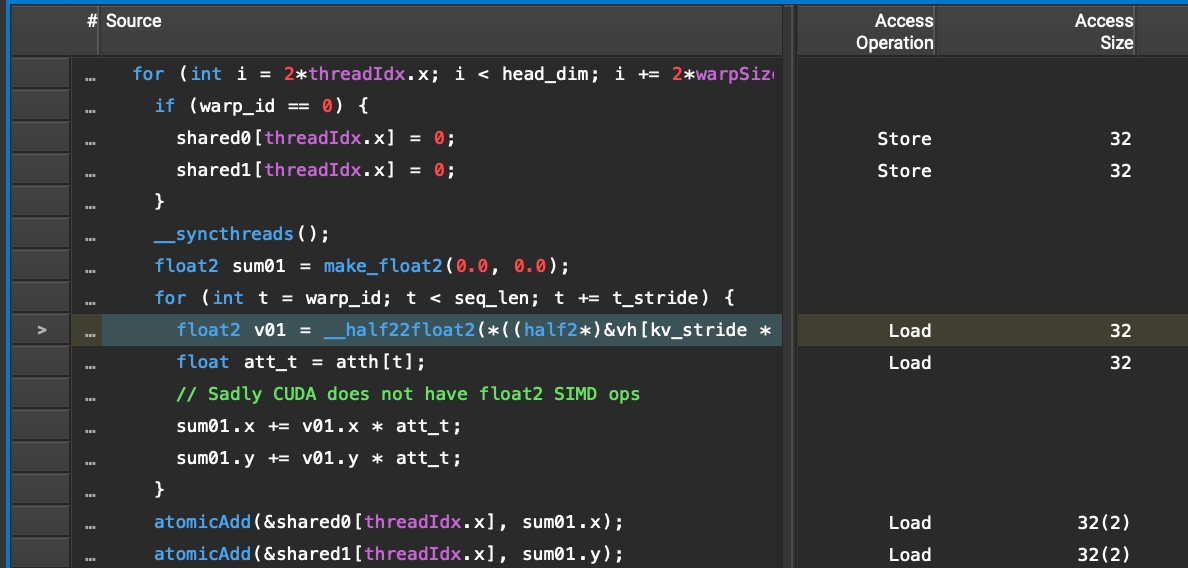 # Source Access Operation Access Size
… for (int i = 2*threadIdx.x; i < head_dim; i += 2*warpSiz
… if (warp_id == 0) {
… shared0[threadIdx.x] = 0; Store 32
… shared1[threadIdx.x] = 0; Store 32
… }
… __syncthreads();
… float2 sum01 = make_float2(0.0, 0.0);
… for (int t = warp_id; t < seq_len; t += t_stride) {
> … float2 v01 = __half22float2(*((half2*)&vh[kv_stride * Load 32
… float att_t = atth[t]; Load 32
… // Sadly CUDA does not have float2 SIMD ops
… sum01.x += v01.x * att_t;
… sum01.y += v01.y * att_t;
… }
… atomicAdd(&shared0[threadIdx.x], sum01.x); Load 32(2)
… atomicAdd(&shared1[threadIdx.x], sum01.y); Load 32(2)